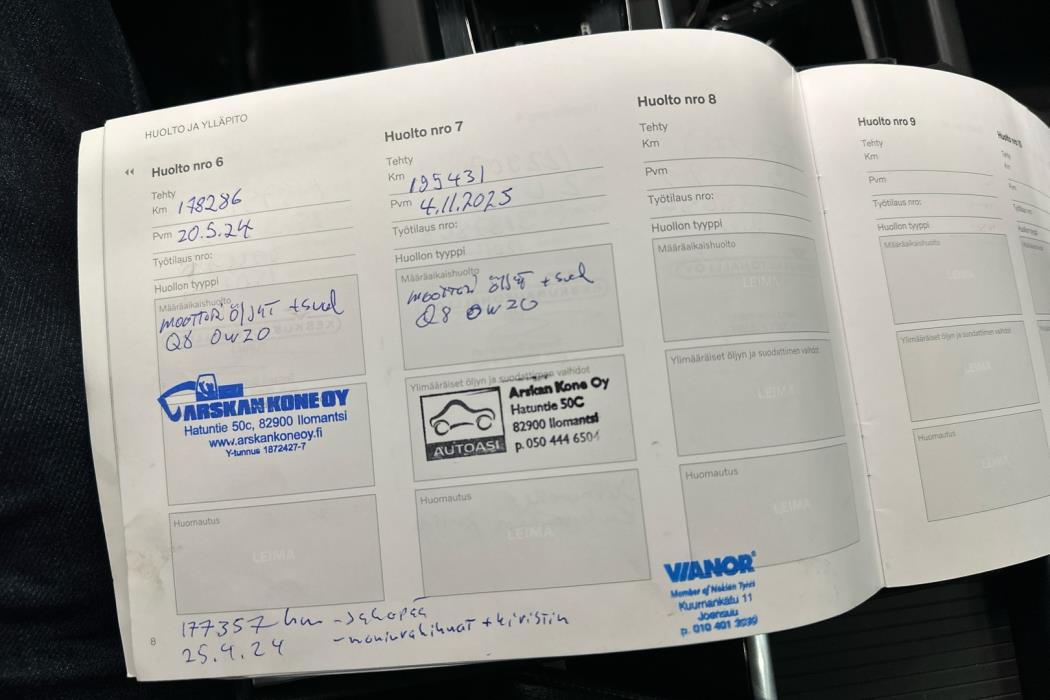 HUOLTO JA YLLÄPITO
Huolto nro 6
Tehty
Km 178286
Pvm 20.5.24
Työtilaus nro:
Huollon tyyppi
Määräaikaishuolto
MOOTTORI ÖLJYT + SUOD
Q8 0W20
ARSKAN KONE OY
Hatuntie 50c, 82900 Ilomantsi
www.arskankoneoy.fi
Y-tunnus 1872427-7
Huomautus
LEIMA
177357 km - Jakopää
25.4.24 - moniurahihnat + kiristin
8
Huolto nro 7
Tehty
Km 195431
Pvm 4.11.2025
Työtilaus nro:
Huollon tyyppi
Määräaikaishuolto
MOOTTORI ÖLJYT + SUOD
Q8 0W20
Ylimääräiset öljyn ja suodattimen vaihdot
AUTOASI
Arskan Kone Oy
Hatuntie 50C
82900 Ilomantsi
p. 050 444 6504
Huomautus
LEIMA
Huolto nro 8
Tehty
Km
Pvm
Työtilaus nro:
Huollon tyyppi
Määräaikaishuolto
LEIMA
Ylimääräiset öljyn ja suodattimen vaihdot
LEIMA
Huomautus
LEIMA
VIANOR
Member of Nokian Tyres
Kuurnankatu 11
Joensuu
p. 010 401
Huolto nro 9
Tehty
Km
Pvm
Työtilaus nro:
Huollon tyyppi
Määräaikaishuolto
LEIMA
Ylimääräiset öljyn ja suodattimen vaihdot
LEIMA
Huomautus
LEIMA